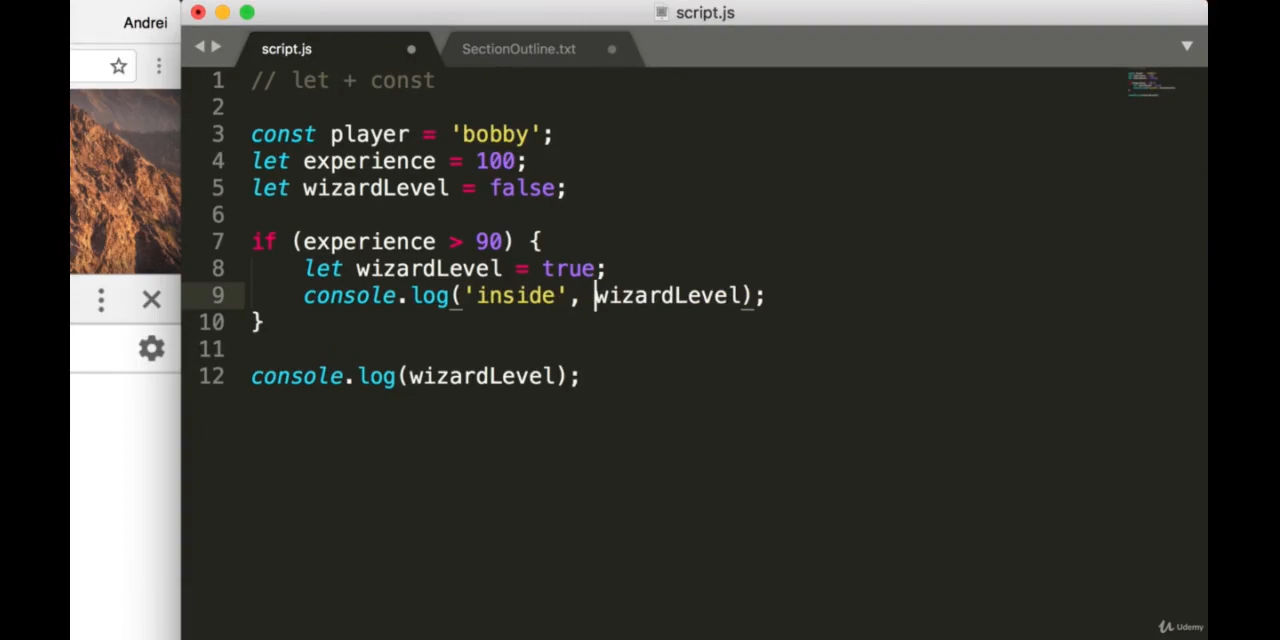 Andrei
script.js
script.js
SectionOutline.txt
1 // let + const
2
3 const player = 'bobby';
4 let experience = 100;
5 let wizardLevel = false;
6
7 if (experience > 90) {
8     let wizardLevel = true;
9     console.log('inside', wizardLevel);
10 }
11
12 console.log(wizardLevel);
Udemy